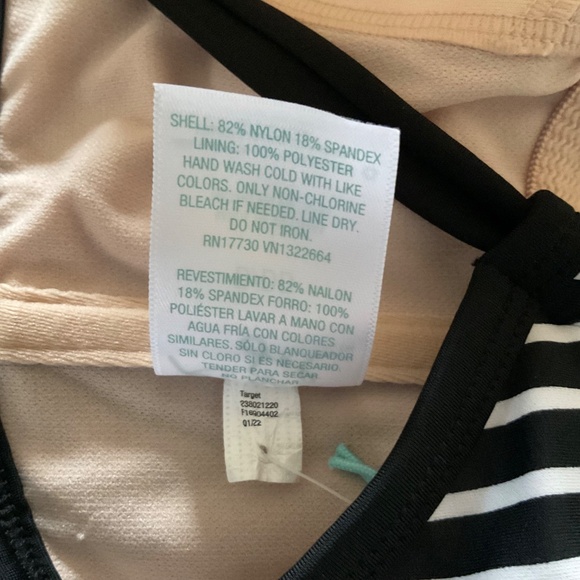 SHELL: 82% NYLON 18% SPANDEX
LINING: 100% POLYESTER
HAND WASH COLD WITH LIKE
COLORS. ONLY NON-CHLORINE
BLEACH IF NEEDED. LINE DRY.
DO NOT IRON.
RN17730 VN1322664
REVESTIMIENTO: 82% NAILON
18% SPANDEX FORRO: 100%
POLIÉSTER LAVAR A MANO CON
AGUA FRÍA CON COLORES
SIMILARES. SÓLO BLANQUEADOR
SIN CLORO SI ES NECESARIO
TENDER PARA SECAR
NO PLANCHAR
Target
238021220
F16904402
Q1/22